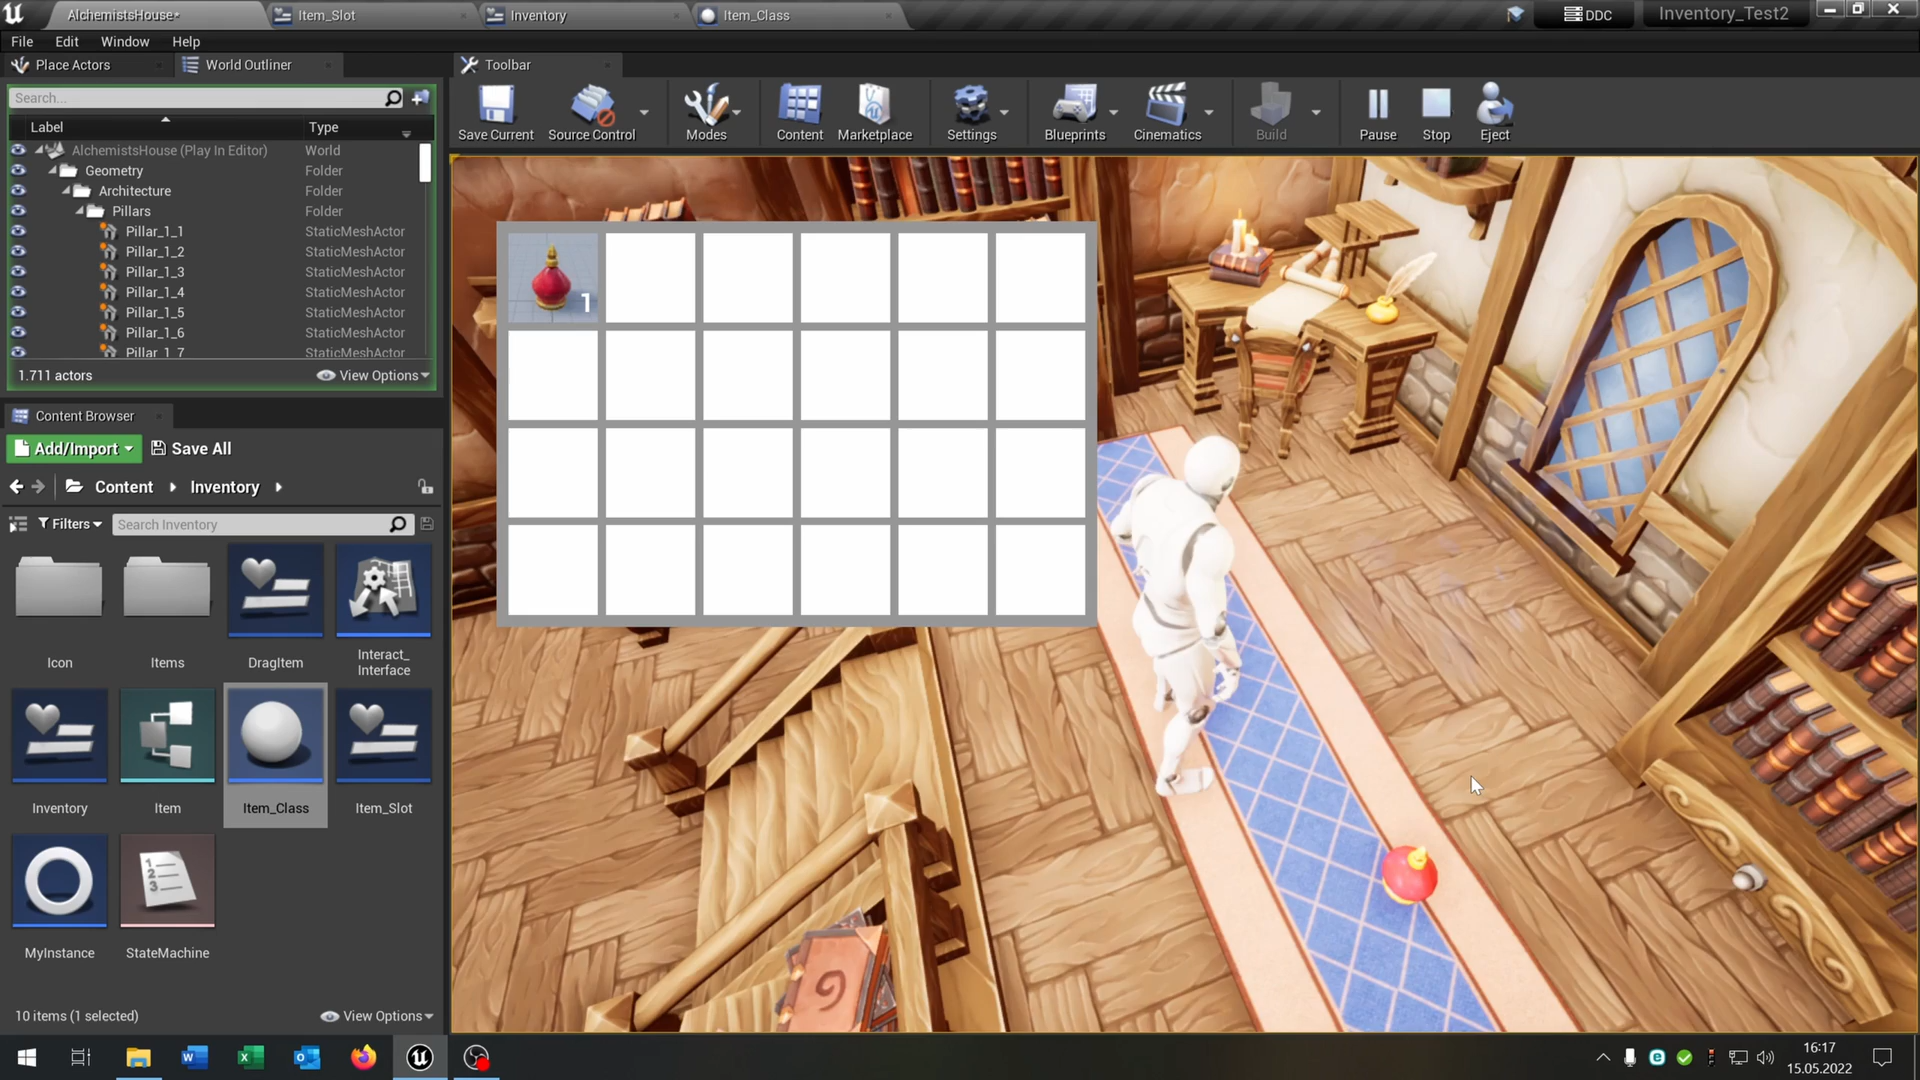 AlchemistsHouse*
Item_Slot
Inventory
Item_Class
DDC
Inventory_Test2
File
Edit
Window
Help
Place Actors
World Outliner
Toolbar
Search...
Label
Type
AlchemistsHouse (Play In Editor)
World
Geometry
Folder
Architecture
Folder
Pillars
Folder
Pillar_1_1
StaticMeshActor
Pillar_1_2
StaticMeshActor
Pillar_1_3
StaticMeshActor
Pillar_1_4
StaticMeshActor
Pillar_1_5
StaticMeshActor
Pillar_1_6
StaticMeshActor
Pillar_1_7
StaticMeshActor
1.711 actors
View Options
Save Current
Source Control
Modes
Content
Marketplace
Settings
Blueprints
Cinematics
Build
Pause
Stop
Eject
1
Content Browser
Add/Import
Save All
Content
Inventory
Filters
Search Inventory
Icon
Items
DragItem
Interact_
Interface
Inventory
Item
Item_Class
Item_Slot
MyInstance
StateMachine
10 items (1 selected)
View Options
16:17
15.05.2022